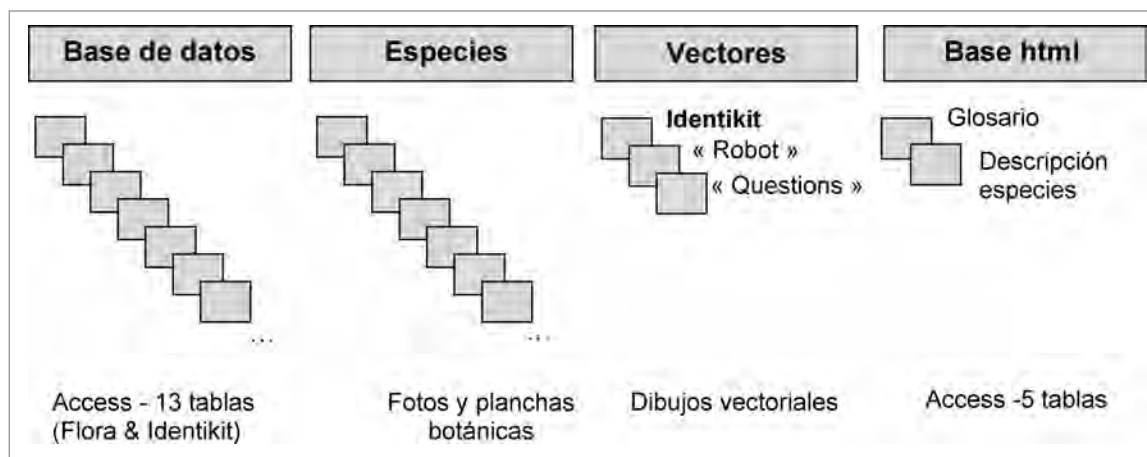 Base de datos
Especies
Vectores
Base html
Identikit
« Robot »
« Questions »
Glosario
Descripción
especies
...
...
Access - 13 tablas
(Flora & Identikit)
Fotos y planchas
botánicas
Dibujos vectoriales
Access -5 tablas